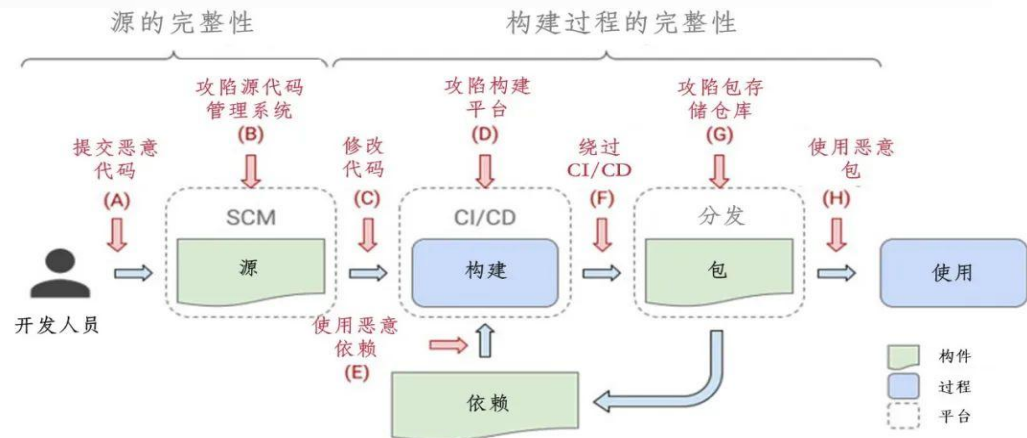 源的完整性
构建过程的完整性
攻陷源代码
管理系统
(B)
攻陷构建
平台
(D)
攻陷包存
储仓库
(G)
提交恶意
代码
(A)
修改
代码
(C)
绕过
CI/CD
(F)
使用恶意
包
(H)
SCM
源
CI/CD
构建
分发
包
使用
开发人员
使用恶意
依赖
(E)
依赖
构件
过程
平台